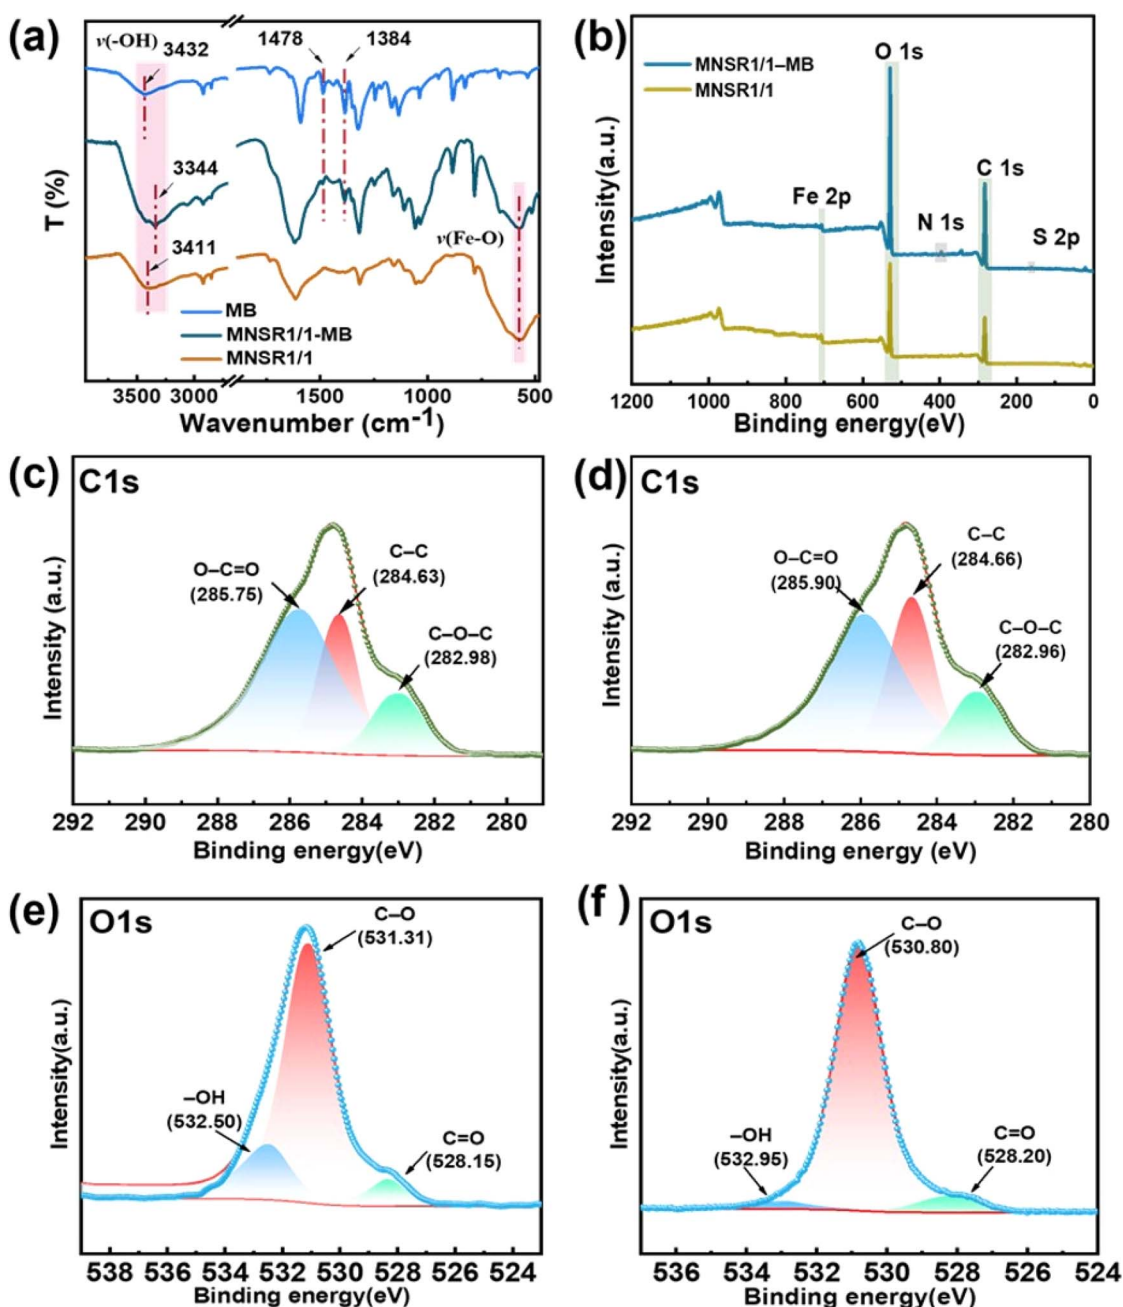 (a)
ν(-OH)
3432
1478
1384
3344
3411
ν(Fe-O)
MB
MNSR1/1-MB
MNSR1/1
T (%)
3500 3000 1500 1000 500
Wavenumber (cm-1)
(b)
MNSR1/1–MB
MNSR1/1
O 1s
C 1s
Fe 2p
N 1s
S 2p
Intensity(a.u.)
1200 1000 800 600 400 200 0
Binding energy(eV)
(c)
C1s
O–C=O
(285.75)
C–C
(284.63)
C–O–C
(282.98)
Intensity (a.u.)
292 290 288 286 284 282 280
Binding energy(eV)
(d)
C1s
O–C=O
(285.90)
C–C
(284.66)
C–O–C
(282.96)
Intensity (a.u.)
292 290 288 286 284 282 280
Binding energy (eV)
(e)
O1s
C–O
(531.31)
–OH
(532.50)
C=O
(528.15)
Intensity(a.u.)
538 536 534 532 530 528 526 524
Binding energy(eV)
(f)
O1s
C–O
(530.80)
–OH
(532.95)
C=O
(528.20)
Intensity(a.u.)
536 534 532 530 528 526 524
Binding energy(eV)